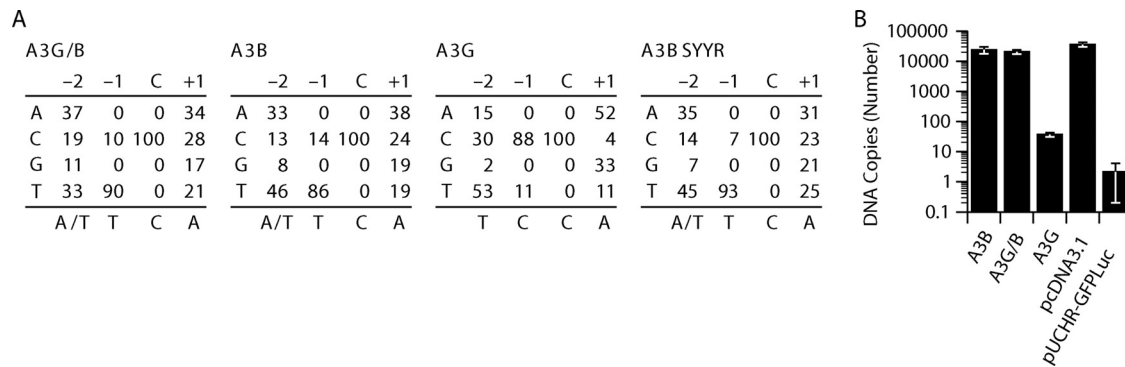 A
B
A3G/B A3B A3G A3B SYYR
−2 −1 C +1 −2 −1 C +1 −2 −1 C +1 −2 −1 C +1
A 37 0 0 34 A 33 0 0 38 A 15 0 0 52 A 35 0 0 31
C 19 10 100 28 C 13 14 100 24 C 30 88 100 4 C 14 7 100 23
G 11 0 0 17 G 8 0 0 19 G 2 0 0 33 G 7 0 0 21
T 33 90 0 21 T 46 86 0 19 T 53 11 0 11 T 45 93 0 25
A/T T C A A/T T C A T C C A A/T T C A
DNA Copies (Number)
100000
10000
1000
100
10
1
0.1
A3B
A3G/B
A3G
pcDNA3.1
pUCHR-GFPLuc